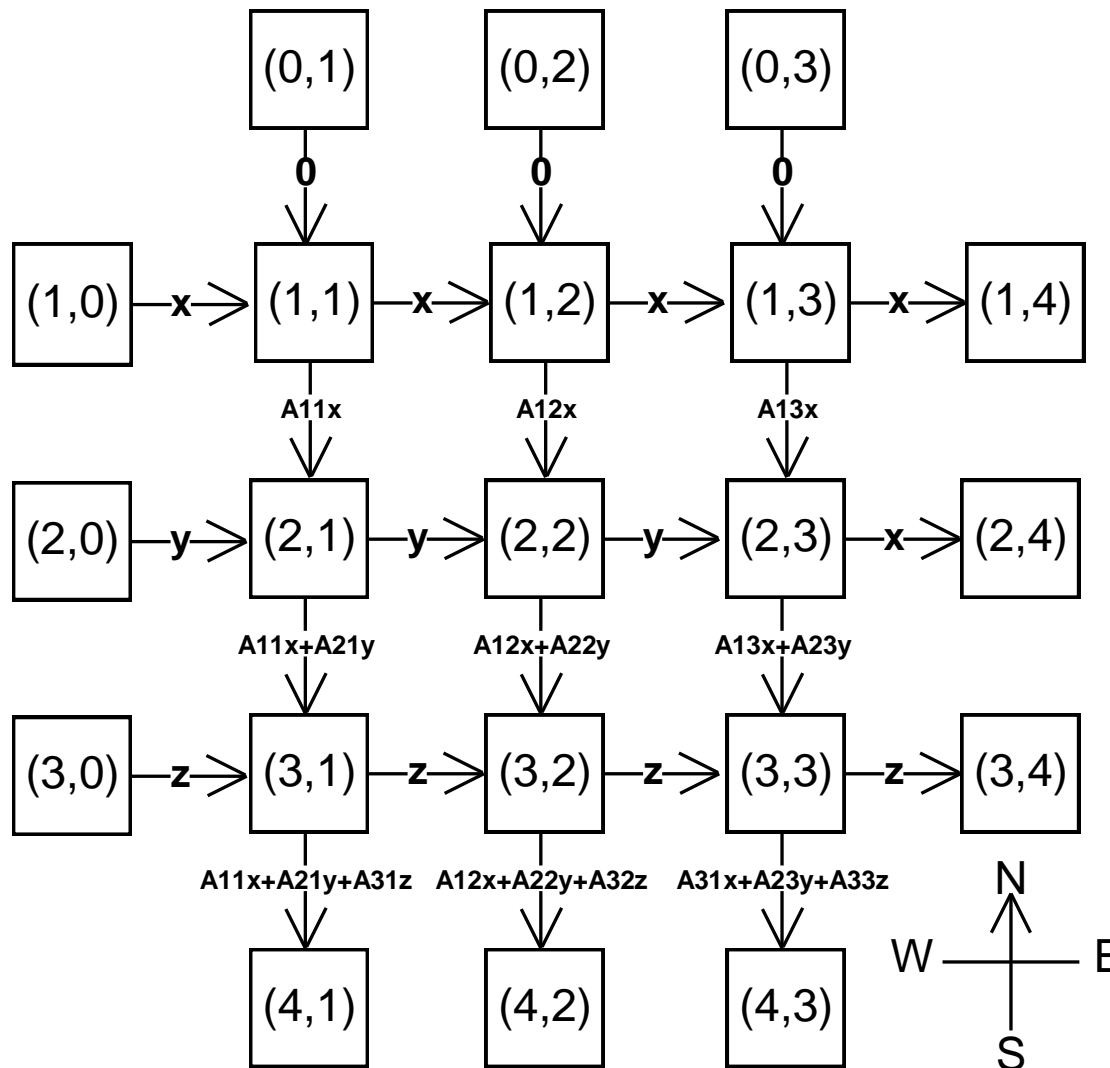 (0,1) (0,2) (0,3)
0 0 0
(1,0) x (1,1) x (1,2) x (1,3) x (1,4)
A11x A12x A13x
(2,0) y (2,1) y (2,2) y (2,3) x (2,4)
A11x+A21y A12x+A22y A13x+A23y
(3,0) z (3,1) z (3,2) z (3,3) z (3,4)
A11x+A21y+A31z A12x+A22y+A32z A31x+A23y+A33z
N
W E
(4,1) (4,2) (4,3)
S